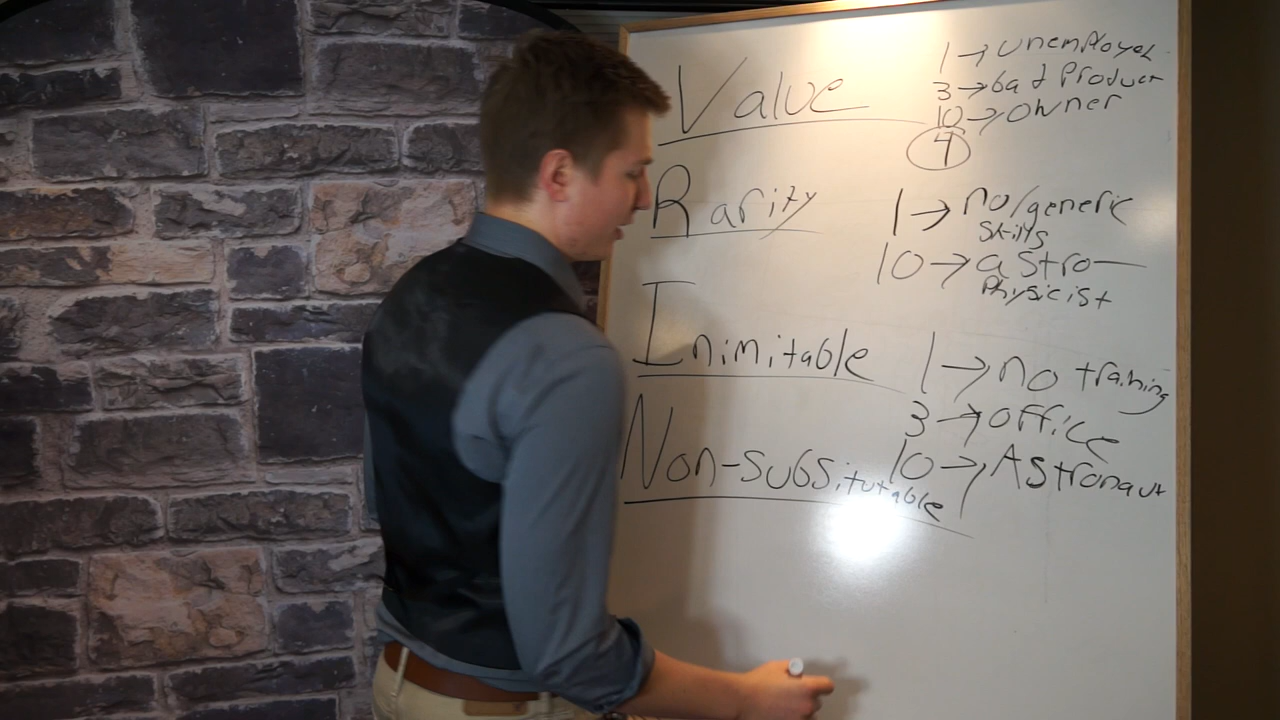 Value
1 → unemployed
3 → bad Producer
10 → owner
4
Rarity
1 → no/generic
skills
10 → astro-
Physicist
Inimitable
1 → no training
3 → office
10 → Astronaut
Non-subsitutable